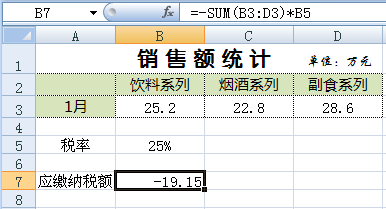 B7 fx =-SUM(B3:D3)*B5
A B C D
1 销售额统计 单位：万元
2 饮料系列 烟酒系列 副食系列
3 1月 25.2 22.8 28.6
4
5 税率 25%
6
7 应缴纳税额 -19.15
8